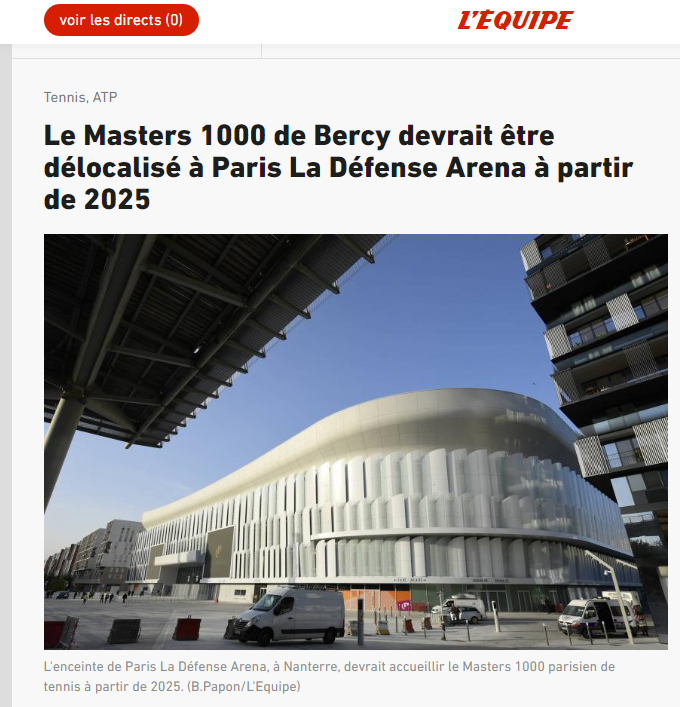 voir les directs (0)
L'ÉQUIPE
Tennis, ATP
Le Masters 1000 de Bercy devrait être
délocalisé à Paris La Défense Arena à partir
de 2025
L'enceinte de Paris La Défense Arena, à Nanterre, devrait accueillir le Masters 1000 parisien de
tennis à partir de 2025. (B.Papon/L'Equipe)